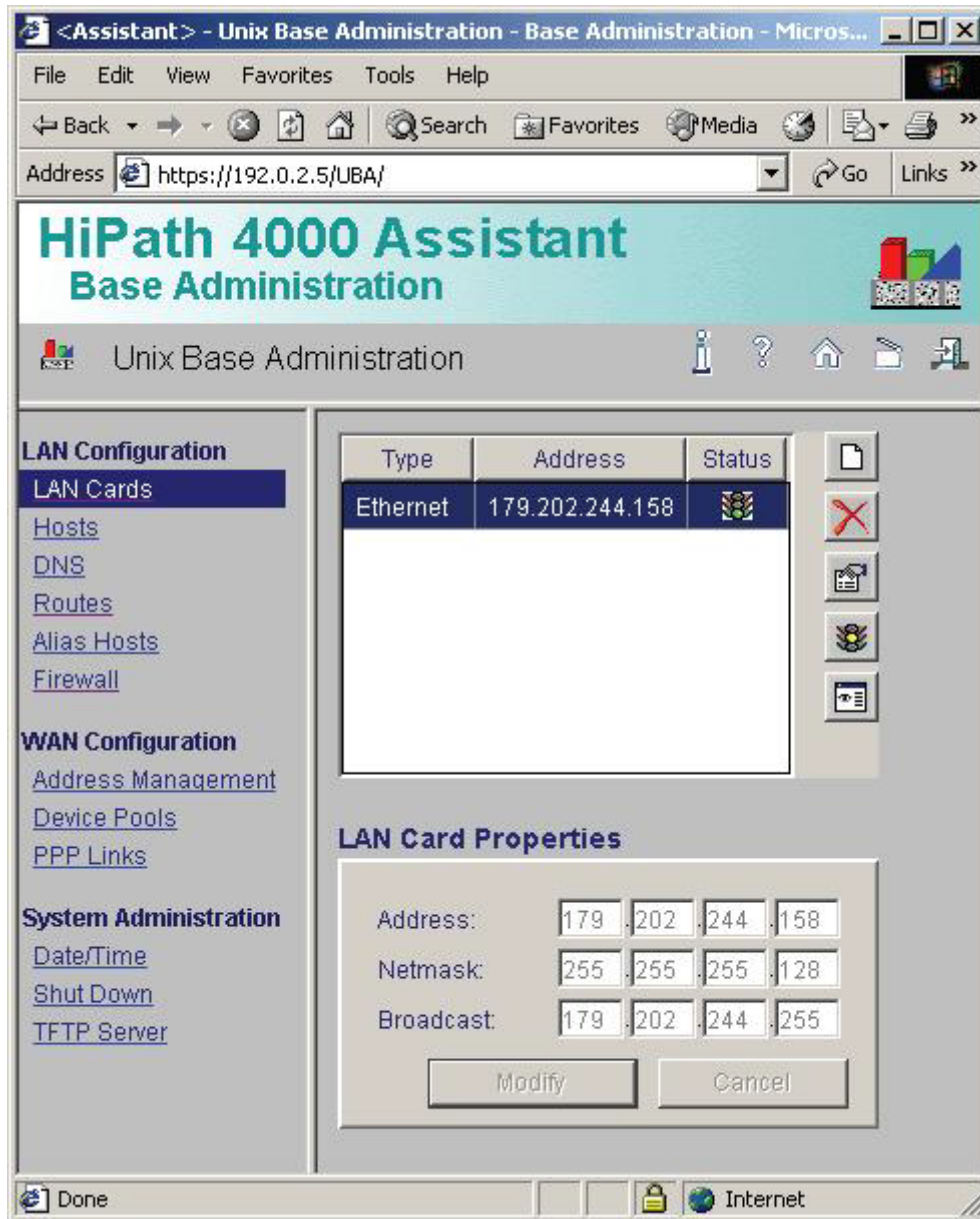 <Assistant> - Unix Base Administration - Base Administration - Micros...
File Edit View Favorites Tools Help
Back Search Favorites Media
Address https://192.0.2.5/UBA/ Go Links »
HiPath 4000 Assistant
Base Administration
Unix Base Administration
LAN Configuration
LAN Cards
Hosts
DNS
Routes
Alias Hosts
Firewall
WAN Configuration
Address Management
Device Pools
PPP Links
System Administration
Date/Time
Shut Down
TFTP Server
Type Address Status
Ethernet 179.202.244.158
LAN Card Properties
Address: 179 .202 .244 .158
Netmask: 255 .255 .255 .128
Broadcast: 179 .202 .244 .255
Modify Cancel
Done Internet